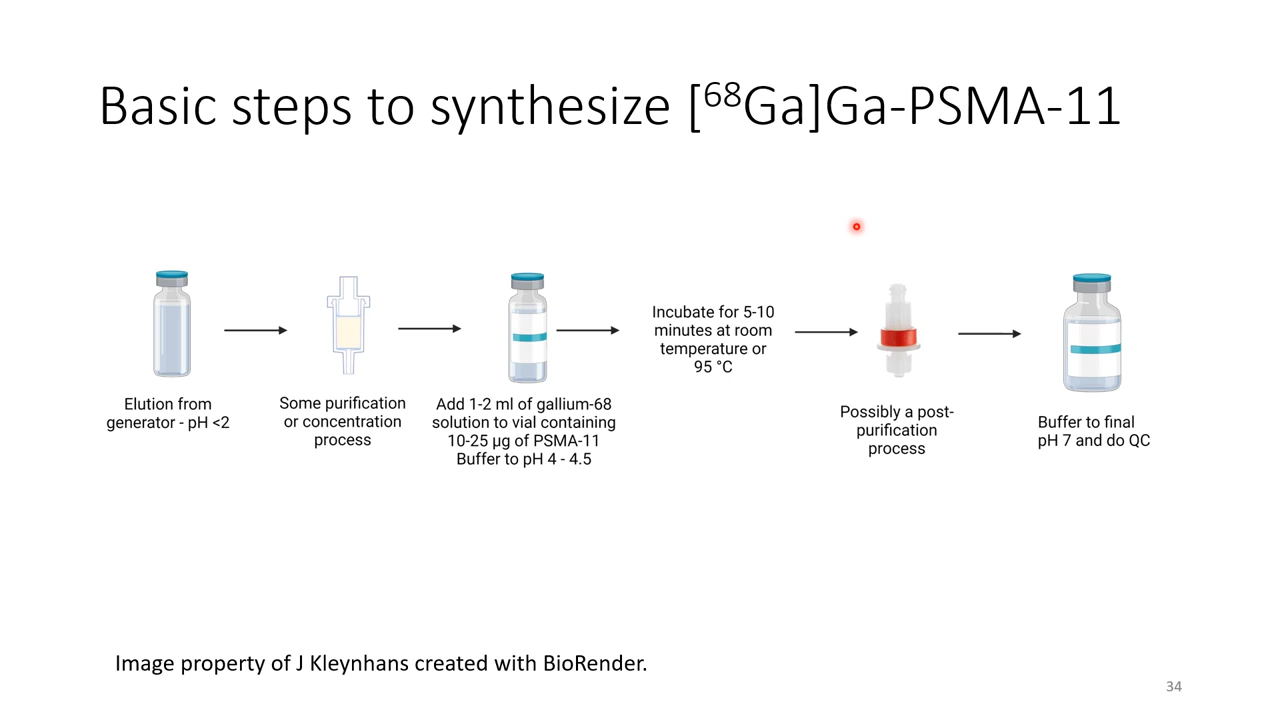 Basic steps to synthesize [⁶⁸Ga]Ga-PSMA-11
Elution from
generator - pH <2
Some purification
or concentration
process
Add 1-2 ml of gallium-68
solution to vial containing
10-25 µg of PSMA-11
Buffer to pH 4 - 4.5
Incubate for 5-10
minutes at room
temperature or
95 °C
Possibly a post-
purification
process
Buffer to final
pH 7 and do QC
Image property of J Kleynhans created with BioRender.
34